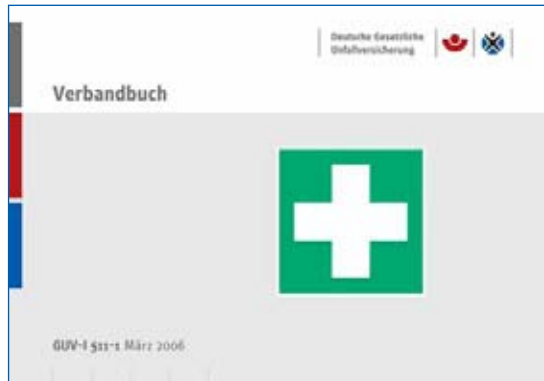 Deutsche Gesetzliche
Unfallversicherung
Verbandbuch
GUV-I 511-1 März 2006